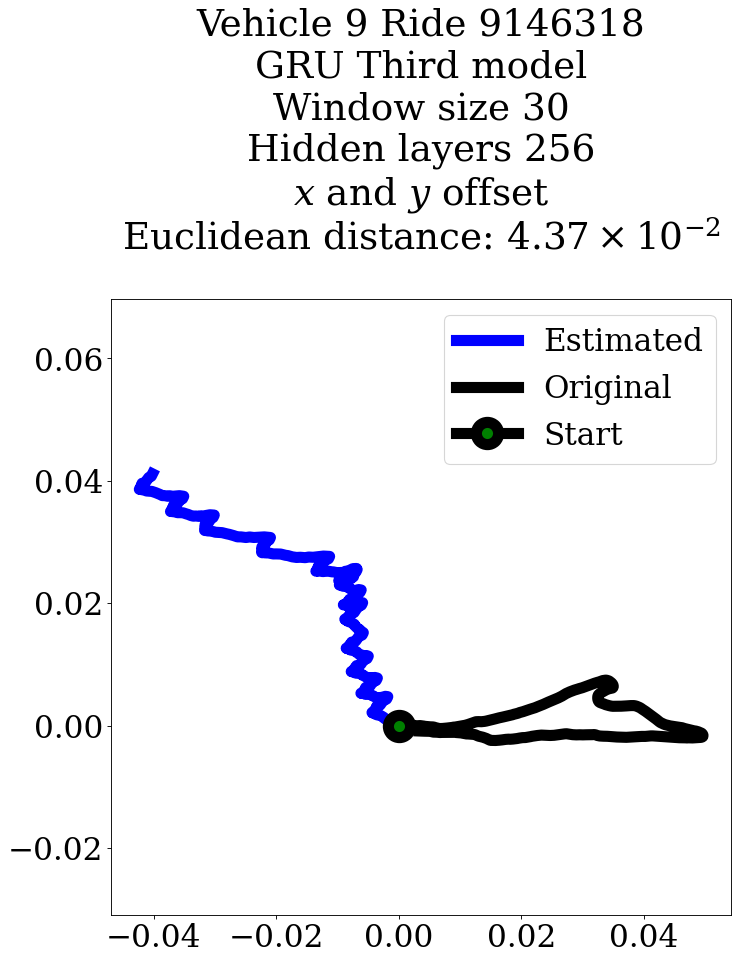 Vehicle 9 Ride 9146318
GRU Third model
Window size 30
Hidden layers 256
x and y offset
Euclidean distance: 4.37 × 10⁻²
Estimated
Original
Start
0.06
0.04
0.02
0.00
−0.02
−0.04 −0.02 0.00 0.02 0.04